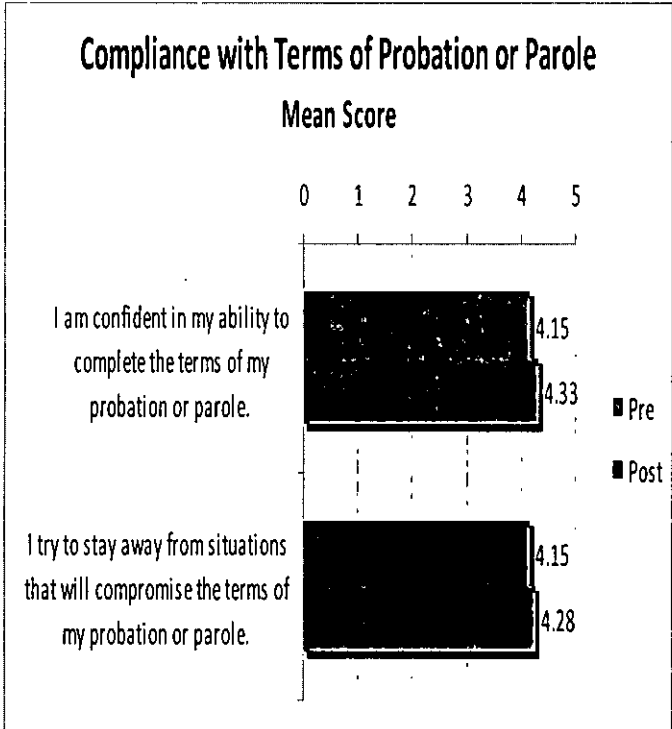 Compliance with Terms of Probation or Parole
Mean Score
0 1 2 3 4 5
I am confident in my ability to
complete the terms of my
probation or parole.
4.15
4.33
Pre
Post
I try to stay away from situations
that will compromise the terms of
my probation or parole.
4.15
4.28